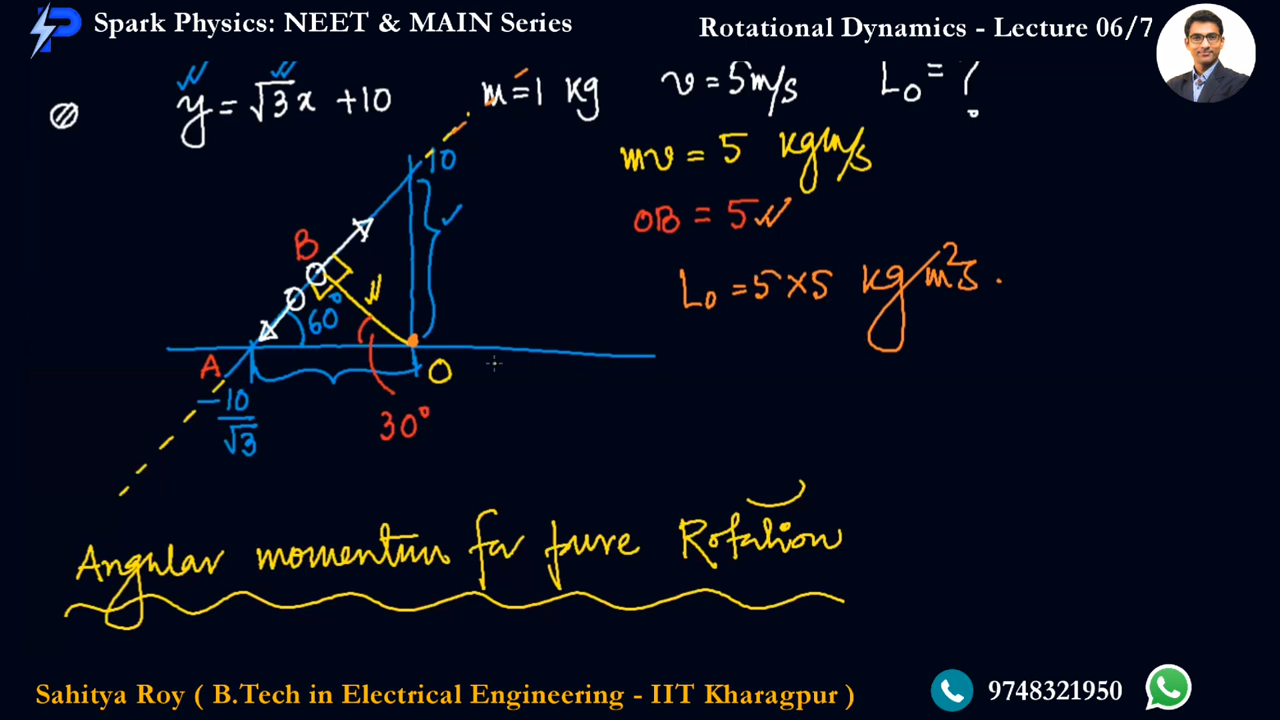 Spark Physics: NEET & MAIN Series
Rotational Dynamics - Lecture 06/7
y = √3x + 10
m = 1 kg
v = 5 m/s
L₀ = ?
mv = 5 kgm/s
OB = 5
L₀ = 5 × 5 kg m²s.
10
B
60°
A
O
-10/√3
30°
Angular momentum for pure Rotation
Sahitya Roy ( B.Tech in Electrical Engineering - IIT Kharagpur )
9748321950